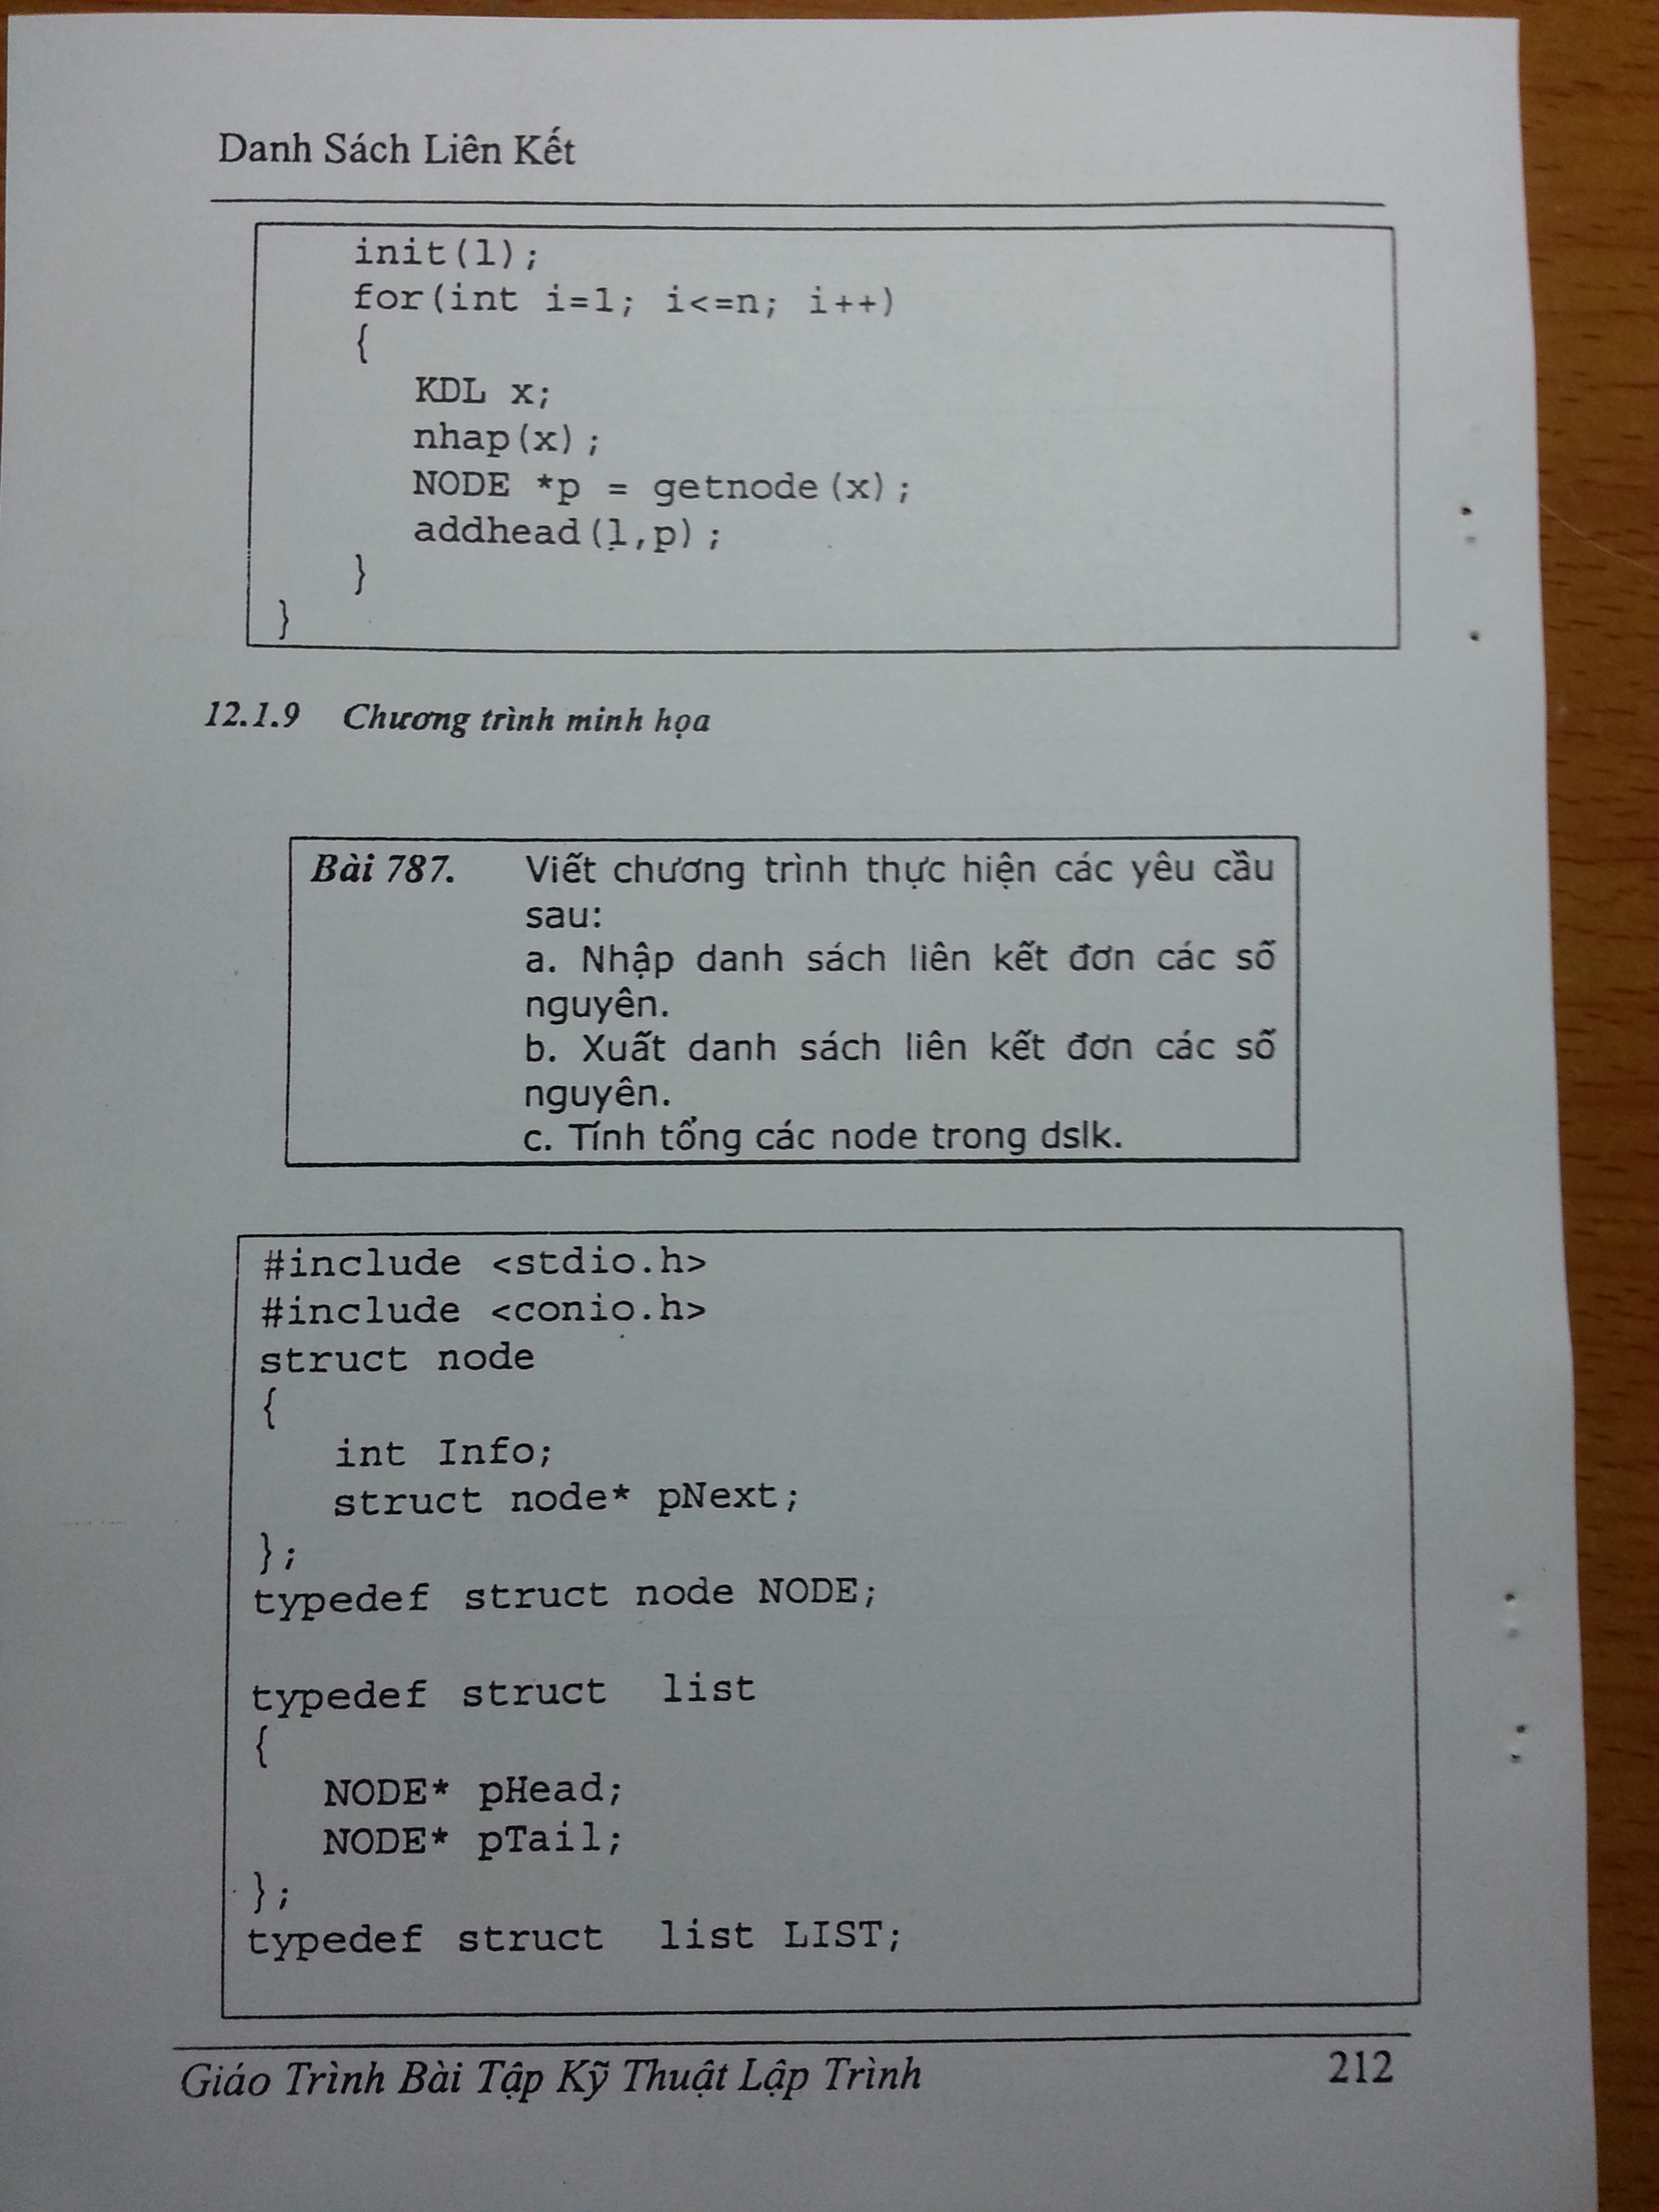 Danh Sách Liên Kết
init(l);
for(int i=1; i<=n; i++)
{
KDL x;
nhap(x);
NODE *p = getnode(x);
addhead(l,p);
}
}
12.1.9 Chương trình minh họa
Bài 787. Viết chương trình thực hiện các yêu cầu
sau:
a. Nhập danh sách liên kết đơn các số
nguyên.
b. Xuất danh sách liên kết đơn các số
nguyên.
c. Tính tổng các node trong dslk.
#include <stdio.h>
#include <conio.h>
struct node
{
int Info;
struct node* pNext;
};
typedef struct node NODE;
typedef struct list
{
NODE* pHead;
NODE* pTail;
};
typedef struct list LIST;
Giáo Trình Bài Tập Kỹ Thuật Lập Trình 212